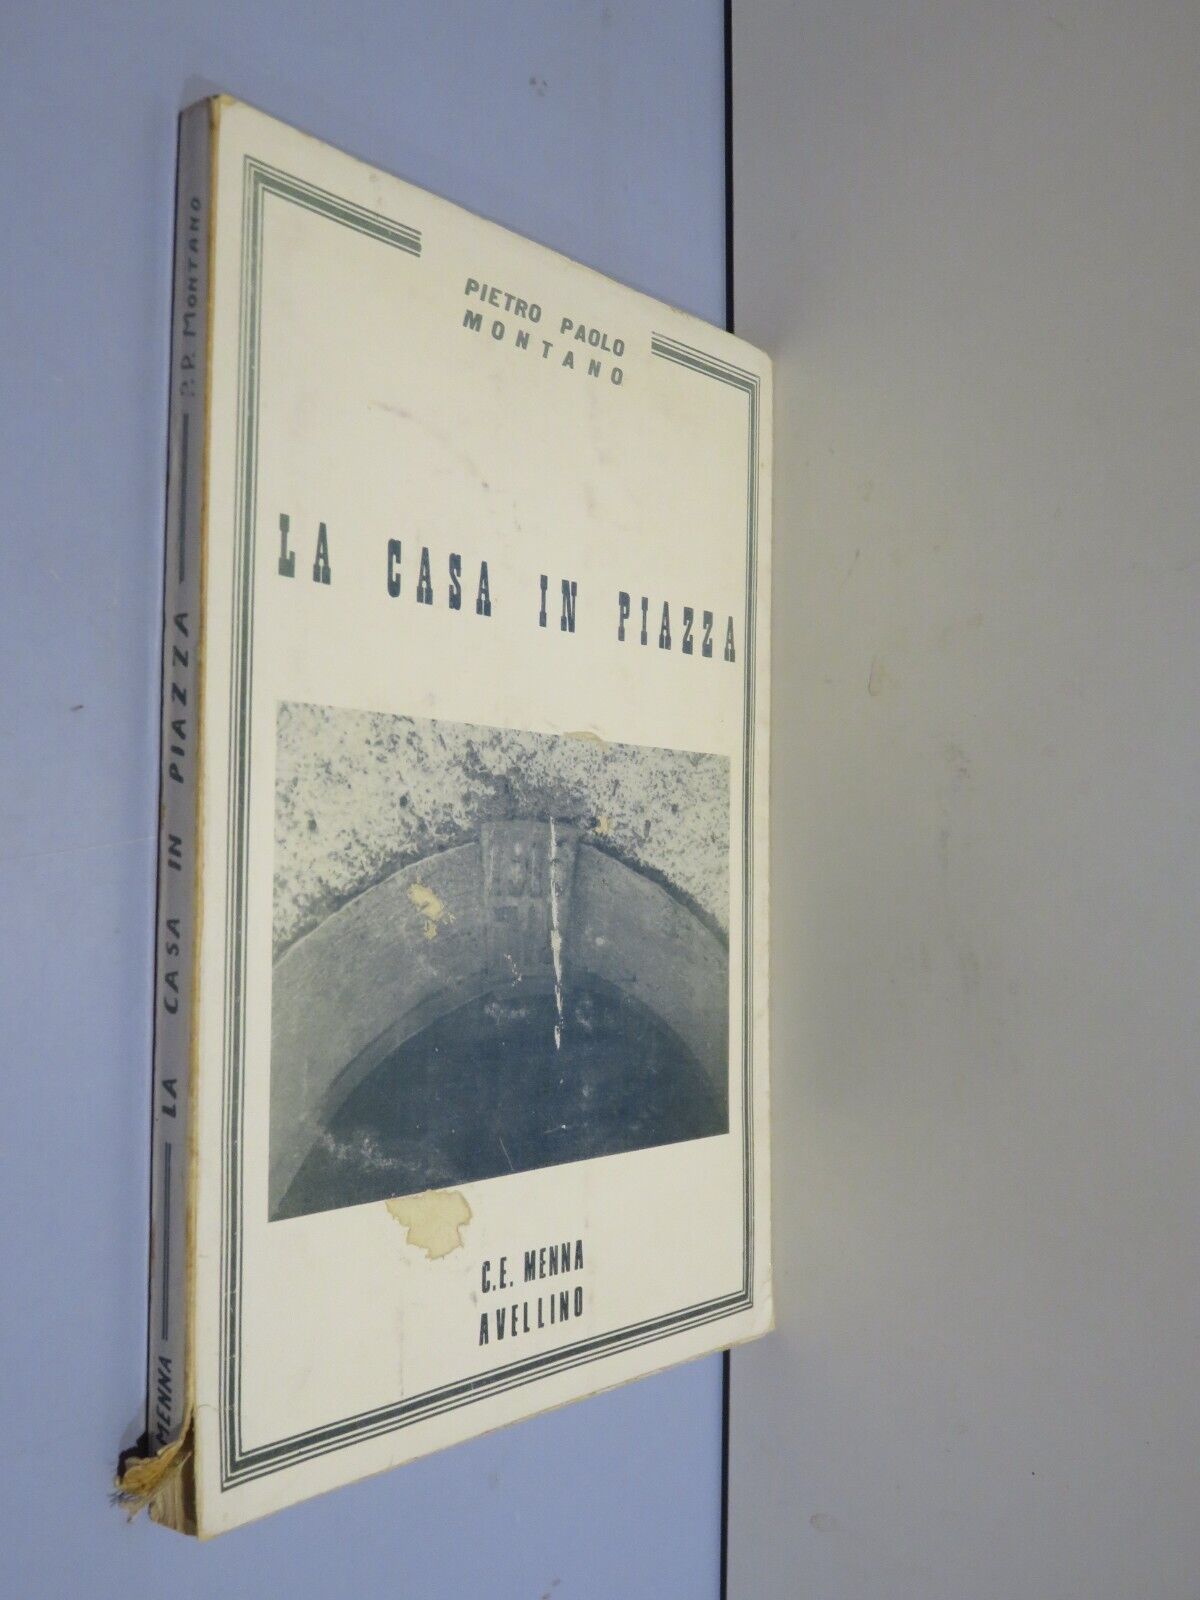 PIETRO PAOLO
MONTANO
LA CASA IN PIAZZA
C.E. MENNA
AVELLINO
MENNA — LA CASA IN PIAZZA — P.P. MONTANO